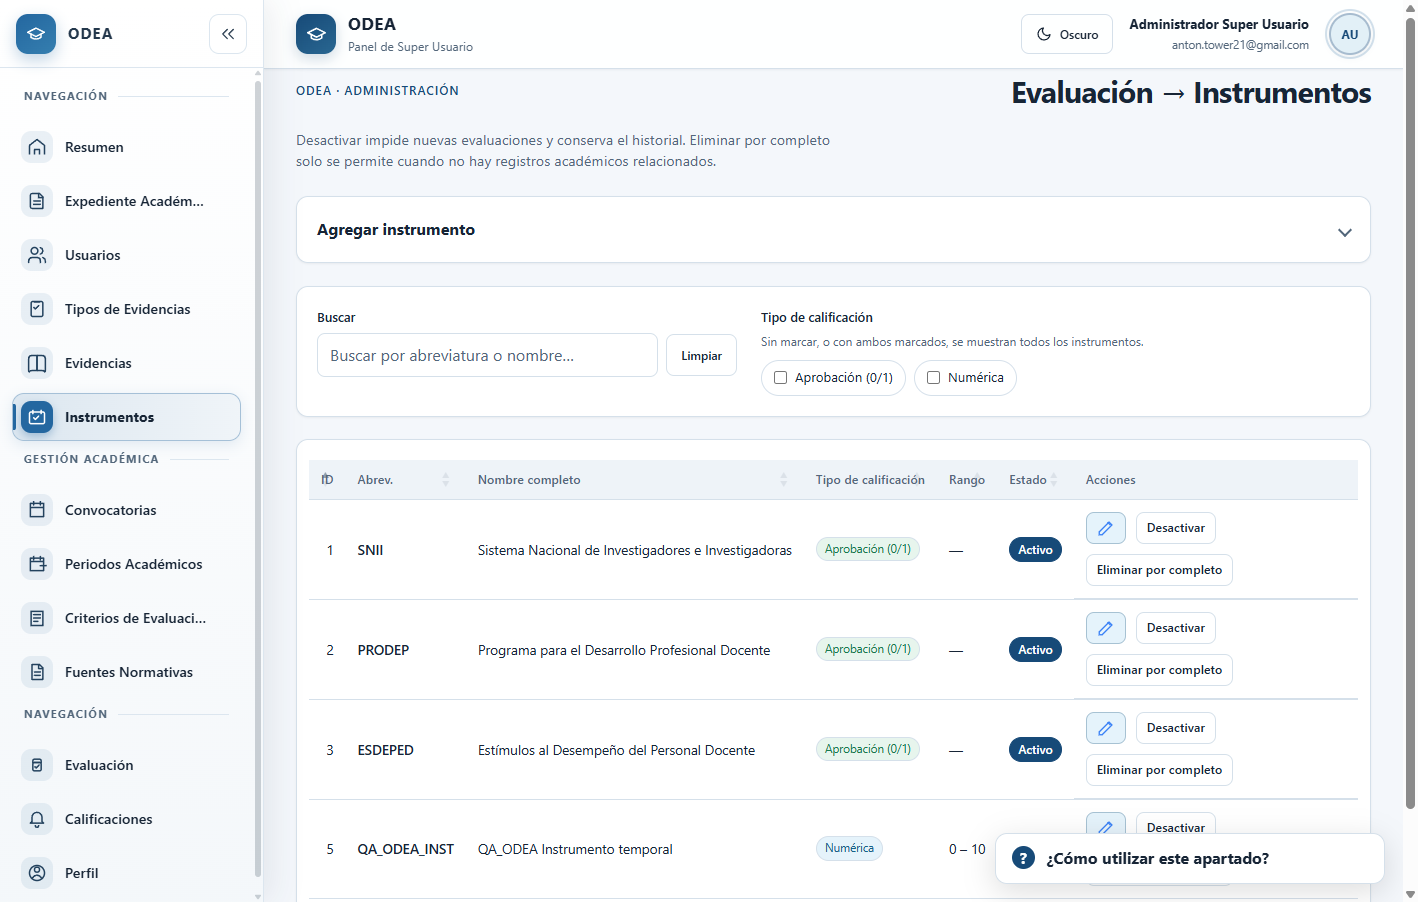 ODEA
NAVEGACIÓN
Resumen
Expediente Académ...
Usuarios
Tipos de Evidencias
Evidencias
Instrumentos
GESTIÓN ACADÉMICA
Convocatorias
Periodos Académicos
Criterios de Evaluaci...
Fuentes Normativas
NAVEGACIÓN
Evaluación
Calificaciones
Perfil
ODEA
Panel de Super Usuario
Oscuro
Administrador Super Usuario
anton.tower21@gmail.com
AU
ODEA · ADMINISTRACIÓN
Evaluación → Instrumentos
Desactivar impide nuevas evaluaciones y conserva el historial. Eliminar por completo
solo se permite cuando no hay registros académicos relacionados.
Agregar instrumento
Buscar
Buscar por abreviatura o nombre...
Limpiar
Tipo de calificación
Sin marcar, o con ambos marcados, se muestran todos los instrumentos.
Aprobación (0/1)
Numérica
ID Abrev. Nombre completo Tipo de calificación Rango Estado Acciones
1 SNII Sistema Nacional de Investigadores e Investigadoras Aprobación (0/1) — Activo Desactivar
Eliminar por completo
2 PRODEP Programa para el Desarrollo Profesional Docente Aprobación (0/1) — Activo Desactivar
Eliminar por completo
3 ESDEPED Estímulos al Desempeño del Personal Docente Aprobación (0/1) — Activo Desactivar
Eliminar por completo
5 QA_ODEA_INST QA_ODEA Instrumento temporal Numérica 0 – 10 Desactivar
? ¿Cómo utilizar este apartado?